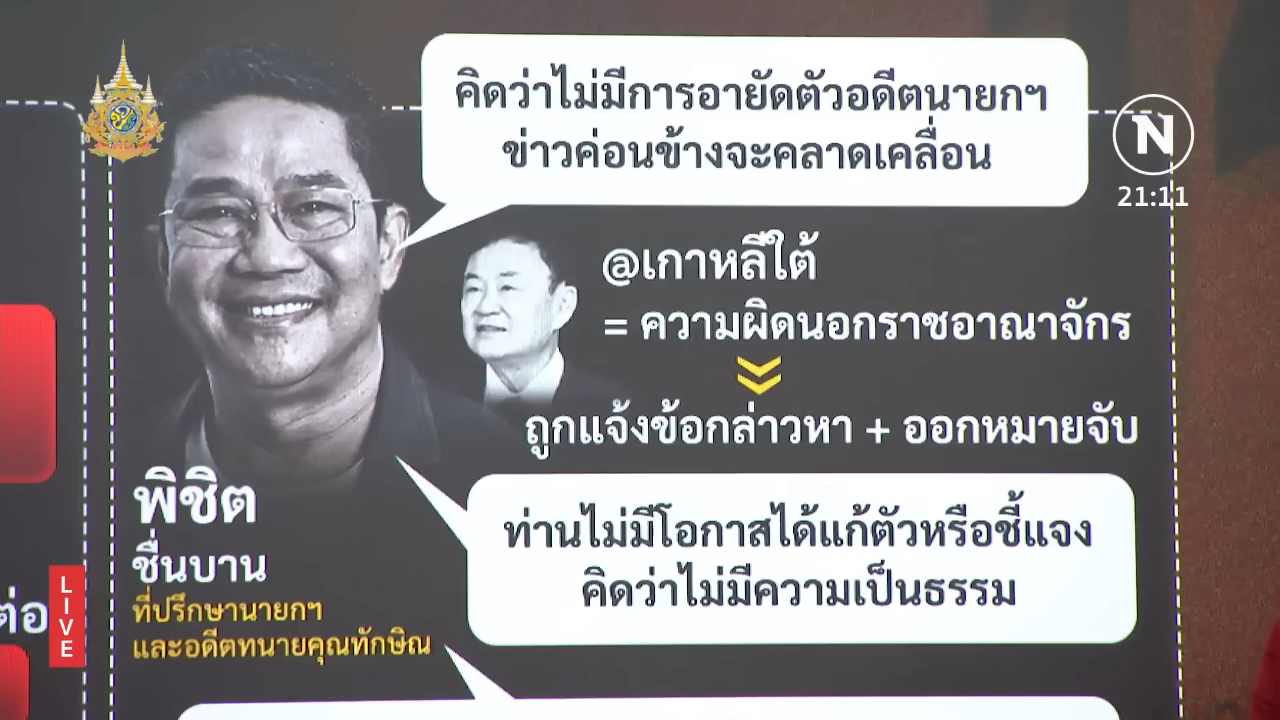 คิดว่าไม่มีการอายัดตัวอดีตนายกฯ
ข่าวค่อนข้างจะคลาดเคลื่อน
N
21:11
@เกาหลีใต้
= ความผิดนอกราชอาณาจักร
ถูกแจ้งข้อกล่าวหา + ออกหมายจับ
พิชิต
ชื่นบาน
ที่ปรึกษานายกฯ
และอดีตทนายคุณทักษิณ
ท่านไม่มีโอกาสได้แก้ตัวหรือชี้แจง
คิดว่าไม่มีความเป็นธรรม
ต่อ
LIVE